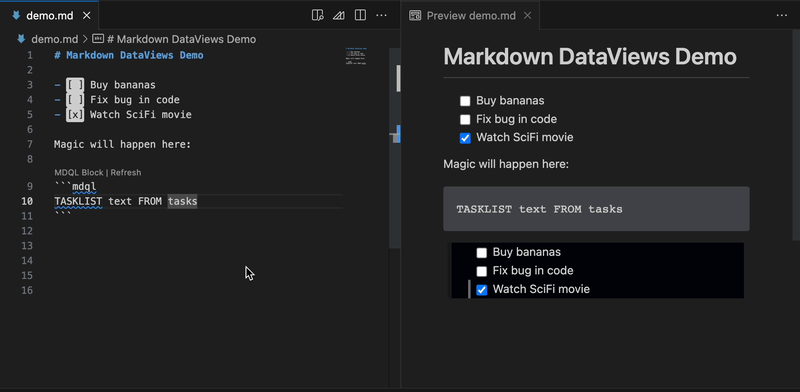 demo.md
demo.md > # Markdown DataViews Demo
1 # Markdown DataViews Demo
2
3 - [ ] Buy bananas
4 - [ ] Fix bug in code
5 - [x] Watch SciFi movie
6
7 Magic will happen here:
8
MDQL Block | Refresh
9 ```mdql
10 TASKLIST text FROM tasks
11 ```
12
13
14
15
16
Preview demo.md
Markdown DataViews Demo
Buy bananas
Fix bug in code
Watch SciFi movie
Magic will happen here:
TASKLIST text FROM tasks
Buy bananas
Fix bug in code
Watch SciFi movie